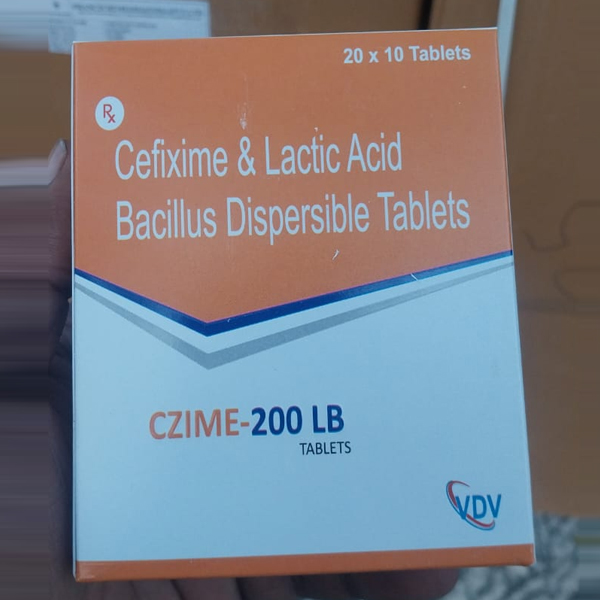 20 x 10 Tablets
Rx
Cefixime & Lactic Acid
Bacillus Dispersible Tablets
CZIME-200 LB
TABLETS
VDV